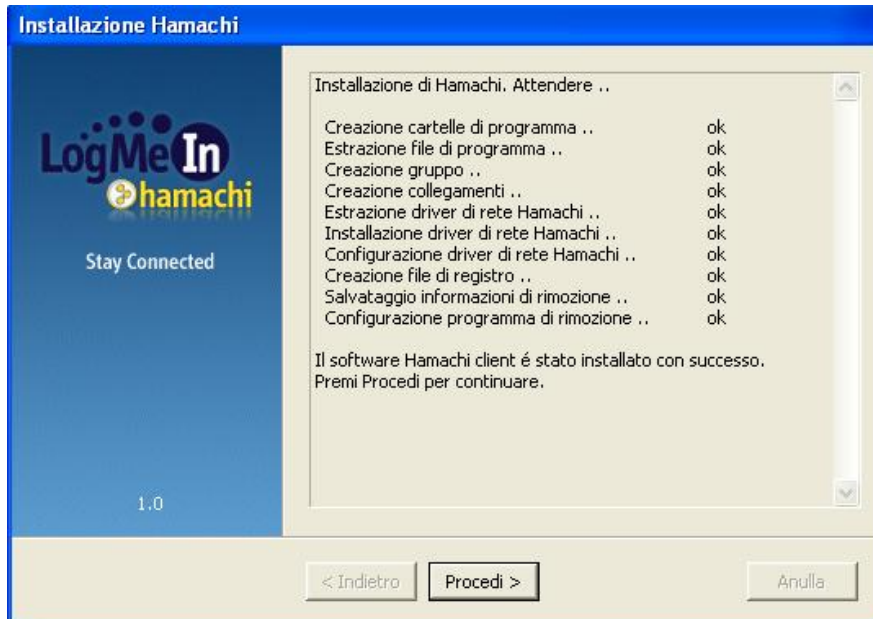 Installazione Hamachi
LogMeIn
hamachi
Stay Connected
1.0
Installazione di Hamachi. Attendere ..
Creazione cartelle di programma .. ok
Estrazione file di programma .. ok
Creazione gruppo .. ok
Creazione collegamenti .. ok
Estrazione driver di rete Hamachi .. ok
Installazione driver di rete Hamachi .. ok
Configurazione driver di rete Hamachi .. ok
Creazione file di registro .. ok
Salvataggio informazioni di rimozione .. ok
Configurazione programma di rimozione .. ok
Il software Hamachi client é stato installato con successo.
Premi Procedi per continuare.
< Indietro
Procedi >
Anulla